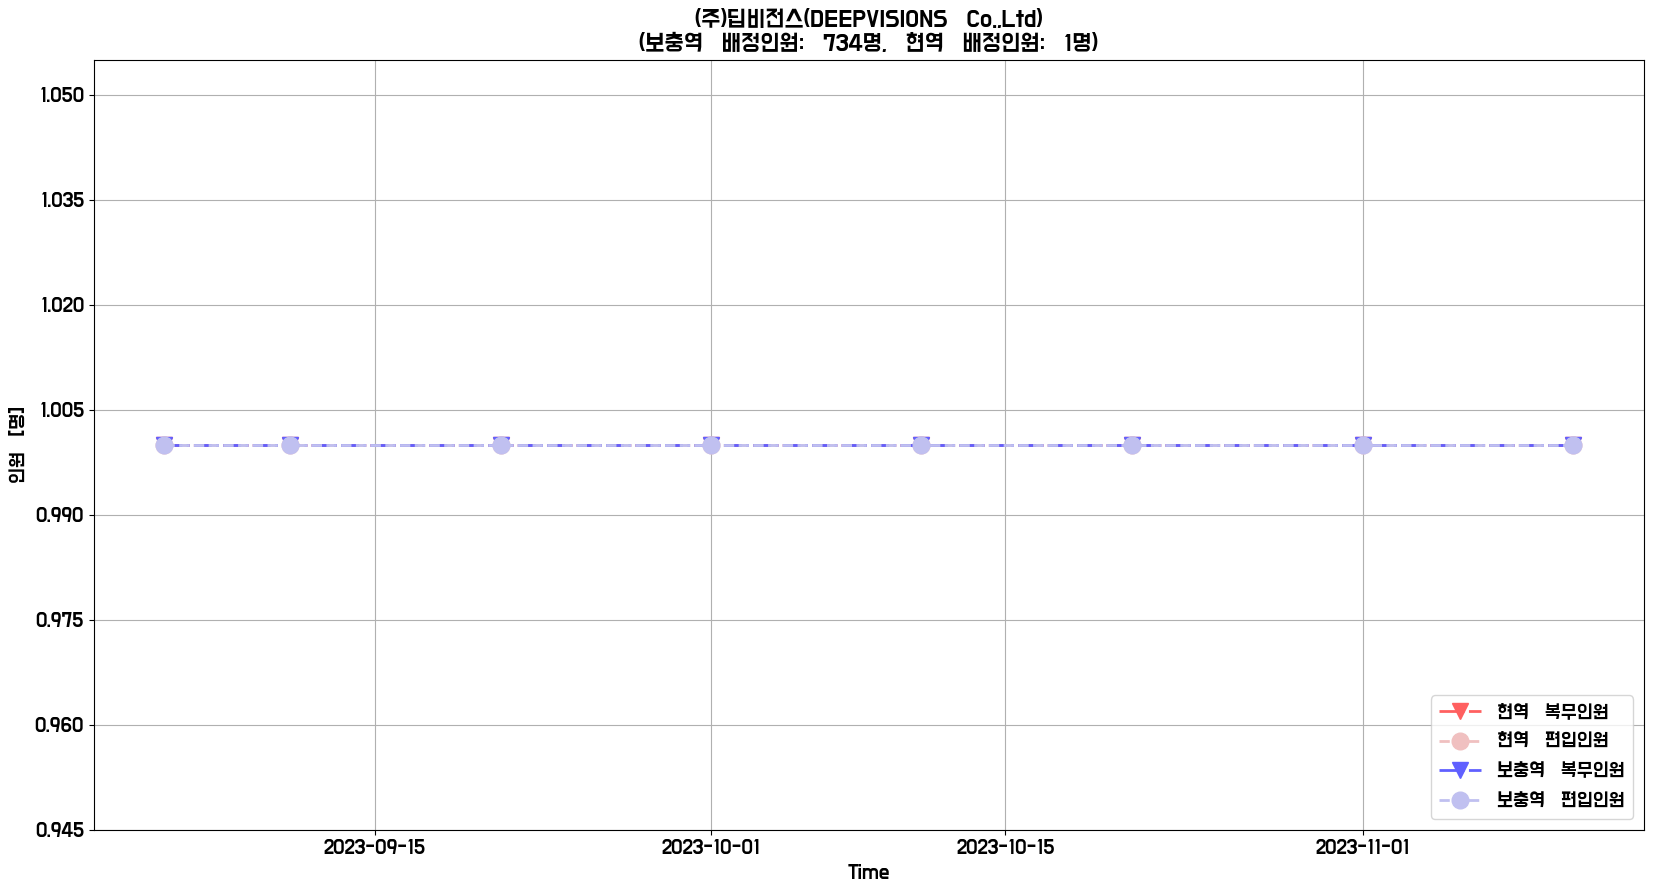 (주)딥비전스(DEEPVISIONS Co.,Ltd)
(보충역 배정인원: 734명, 현역 배정인원: 1명)
1.050
1.035
1.020
1.005
0.990
0.975
0.960
0.945
인원 [명]
현역 복무인원
현역 편입인원
보충역 복무인원
보충역 편입인원
2023-09-15 2023-10-01 2023-10-15 2023-11-01
Time